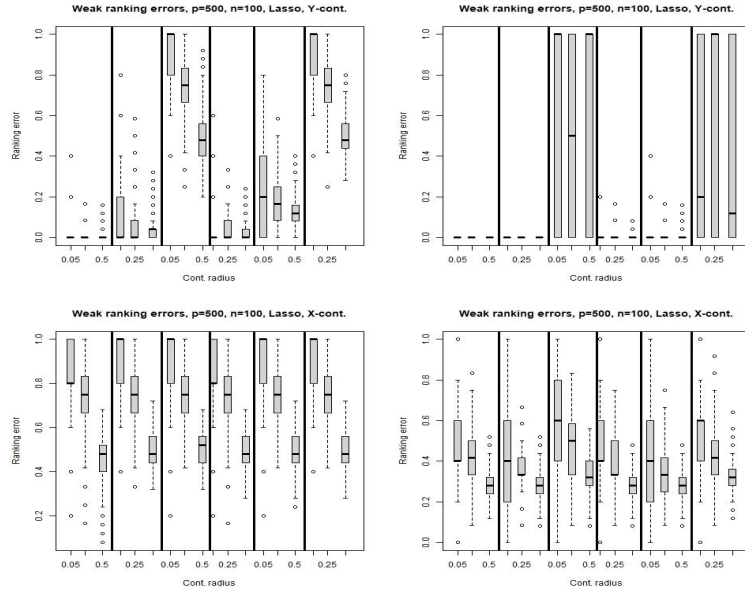 Weak ranking errors, p=500, n=100, Lasso, Y-cont.
Ranking error
0.0 0.2 0.4 0.6 0.8 1.0
0.05 0.25 0.5 0.05 0.25 0.5
Cont. radius
Weak ranking errors, p=500, n=100, Lasso, Y-cont.
Ranking error
0.0 0.2 0.4 0.6 0.8 1.0
0.05 0.25 0.5 0.05 0.25 0.5
Cont. radius
Weak ranking errors, p=500, n=100, Lasso, X-cont.
Ranking error
0.2 0.4 0.6 0.8 1.0
0.05 0.25 0.5 0.05 0.25 0.5
Cont. radius
Weak ranking errors, p=500, n=100, Lasso, X-cont.
Ranking error
0.0 0.2 0.4 0.6 0.8 1.0
0.05 0.25 0.5 0.05 0.25 0.5
Cont. radius